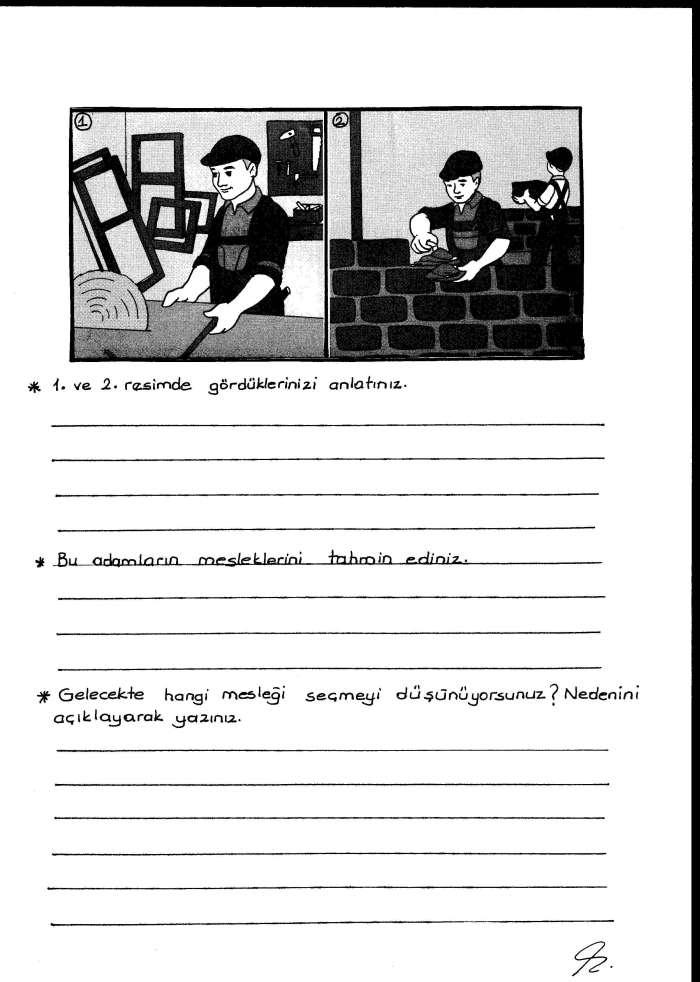 1
2
* 1. ve 2. resimde gördüklerinizi anlatınız.
* Bu adamların mesleklerini tahmin ediniz.
* Gelecekte hangi mesleği seçmeyi düşünüyorsunuz? Nedenini
açıklayarak yazınız.